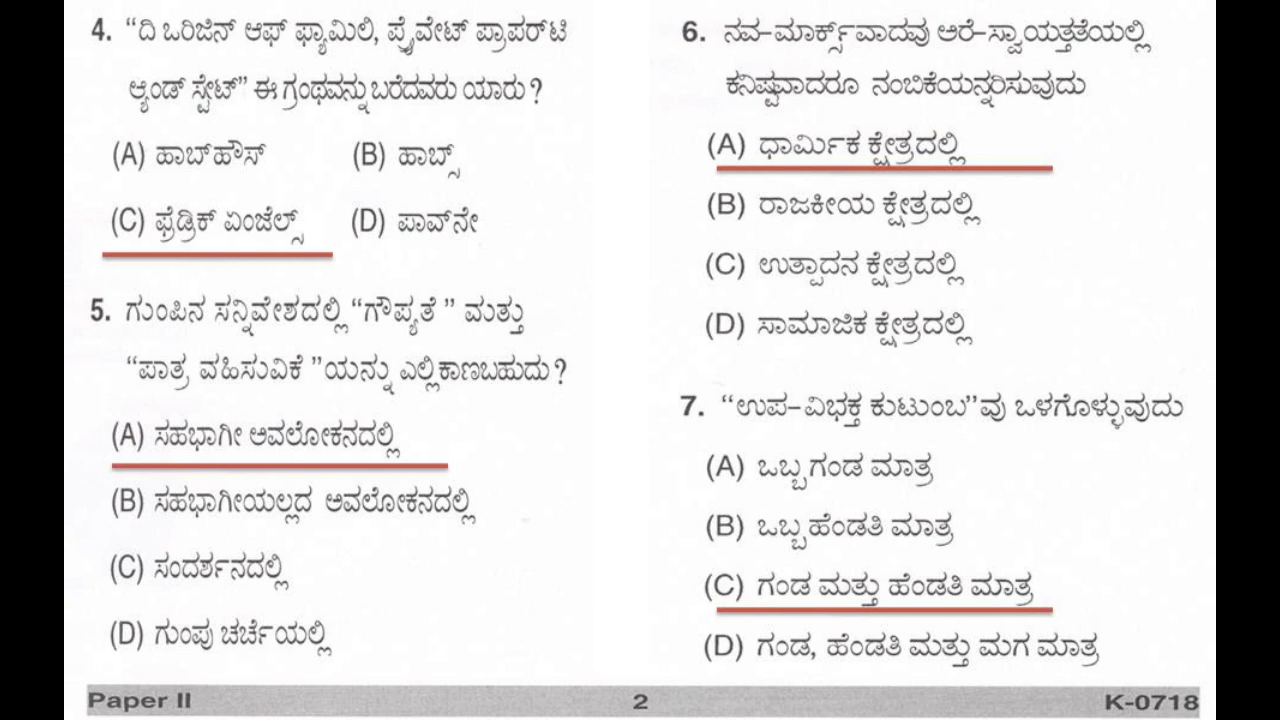 4. “ದಿ ಒರಿಜಿನ್ ಆಫ್ ಫ್ಯಾಮಿಲಿ, ಪ್ರೈವೇಟ್ ಪ್ರಾಪರ್ಟಿ
ಆ್ಯಂಡ್ ಸ್ಟೇಟ್” ಈ ಗ್ರಂಥವನ್ನು ಬರೆದವರು ಯಾರು ?
(A) ಹಾಬ್‌ಹೌಸ್ (B) ಹಾಬ್ಸ್
(C) ಫ್ರೆಡ್ರಿಕ್ ಏಂಜೆಲ್ಸ್ (D) ಪಾವ್‌ನೇ
5. ಗುಂಪಿನ ಸನ್ನಿವೇಶದಲ್ಲಿ “ಗೌಪ್ಯತೆ ” ಮತ್ತು
“ಪಾತ್ರ ವಹಿಸುವಿಕೆ ”ಯನ್ನು ಎಲ್ಲಿ ಕಾಣಬಹುದು ?
(A) ಸಹಭಾಗೀ ಅವಲೋಕನದಲ್ಲಿ
(B) ಸಹಭಾಗೀಯಲ್ಲದ ಅವಲೋಕನದಲ್ಲಿ
(C) ಸಂದರ್ಶನದಲ್ಲಿ
(D) ಗುಂಪು ಚರ್ಚೆಯಲ್ಲಿ
6. ನವ–ಮಾರ್ಕ್ಸ್‌ವಾದವು ಅರೆ–ಸ್ವಾಯತ್ತತೆಯಲ್ಲಿ
ಕನಿಷ್ಟವಾದರೂ ನಂಬಿಕೆಯನ್ನರಿಸುವುದು
(A) ಧಾರ್ಮಿಕ ಕ್ಷೇತ್ರದಲ್ಲಿ
(B) ರಾಜಕೀಯ ಕ್ಷೇತ್ರದಲ್ಲಿ
(C) ಉತ್ಪಾದನ ಕ್ಷೇತ್ರದಲ್ಲಿ
(D) ಸಾಮಾಜಿಕ ಕ್ಷೇತ್ರದಲ್ಲಿ
7. “ಉಪ–ವಿಭಕ್ತ ಕುಟುಂಬ”ವು ಒಳಗೊಳ್ಳುವುದು
(A) ಒಬ್ಬ ಗಂಡ ಮಾತ್ರ
(B) ಒಬ್ಬ ಹೆಂಡತಿ ಮಾತ್ರ
(C) ಗಂಡ ಮತ್ತು ಹೆಂಡತಿ ಮಾತ್ರ
(D) ಗಂಡ, ಹೆಂಡತಿ ಮತ್ತು ಮಗ ಮಾತ್ರ
Paper II 2 K-0718